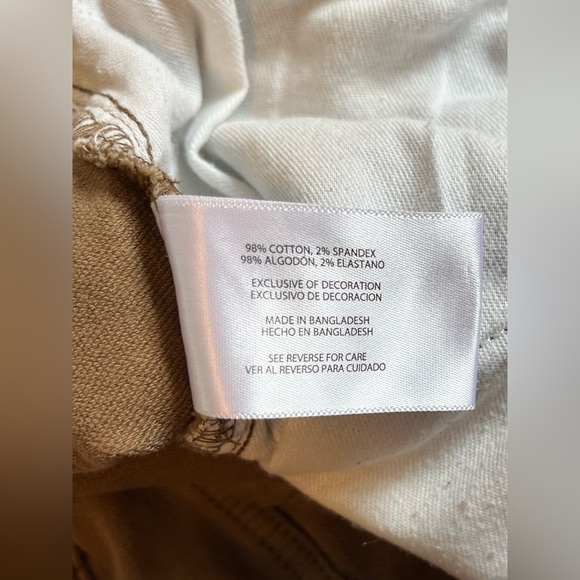 98% COTTON, 2% SPANDEX
98% ALGODÓN, 2% ELASTANO
EXCLUSIVE OF DECORATION
EXCLUSIVO DE DECORACION
MADE IN BANGLADESH
HECHO EN BANGLADESH
SEE REVERSE FOR CARE
VER AL REVERSO PARA CUIDADO